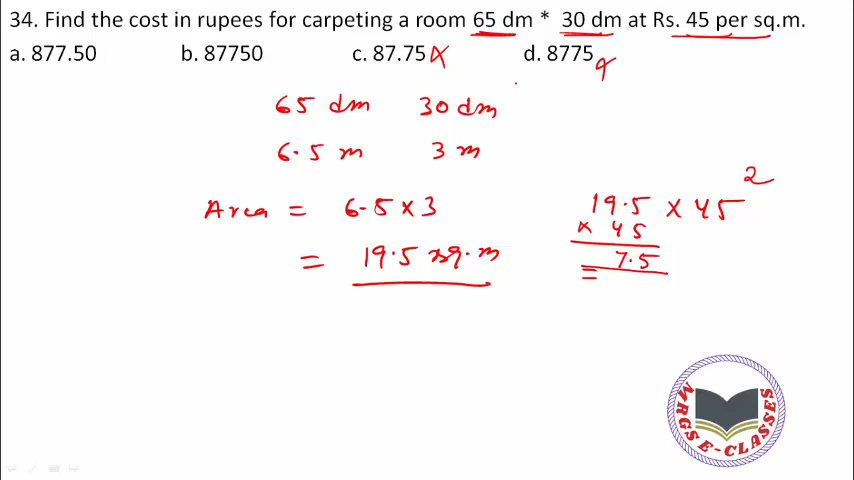 34. Find the cost in rupees for carpeting a room 65 dm * 30 dm at Rs. 45 per sq.m.
a. 877.50 b. 87750 c. 87.75 d. 8775
65 dm 30 dm
6.5 m 3 m
2
Area = 6.5 x 3 19.5 x 45
x 45
= 19.5 sq.m 7.5
=
MRGSE-CLASSES